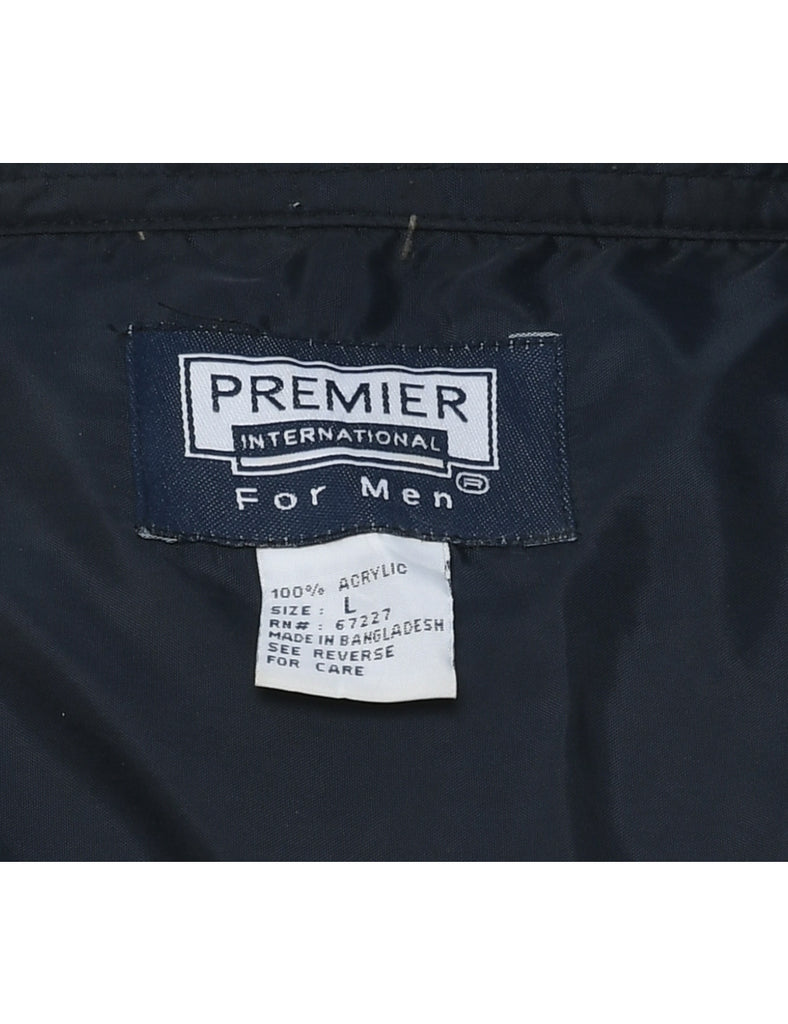 PREMIER
INTERNATIONAL
For Men®
100% ACRYLIC
SIZE : L
RN# : 67227
MADE IN BANGLADESH
SEE REVERSE
FOR CARE